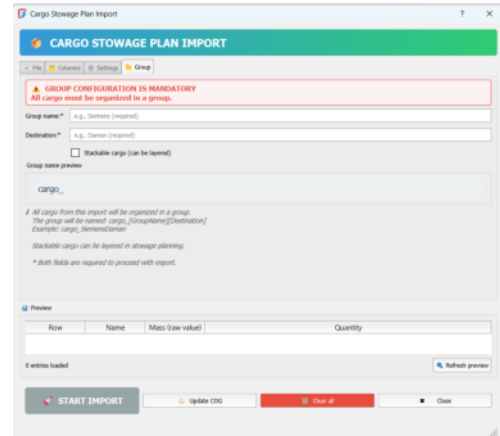 Cargo Stowage Plan Import
CARGO STOWAGE PLAN IMPORT
File Columns Settings Group
GROUP CONFIGURATION IS MANDATORY
All cargo must be organized in a group.
Group name:* e.g., Siemens (required)
Destination:* e.g., Daman (required)
Stackable cargo (can be layered)
Group name preview
cargo_
All cargo from this import will be organized in a group.
The group will be named: cargo_[GroupName][Destination]
Example: cargo_SiemensDaman
Stackable cargo can be layered in stowage planning.
* Both fields are required to proceed with import.
Preview
Row Name Mass (raw value) Quantity
0 entries loaded
Refresh preview
START IMPORT Update COG Clear all Close